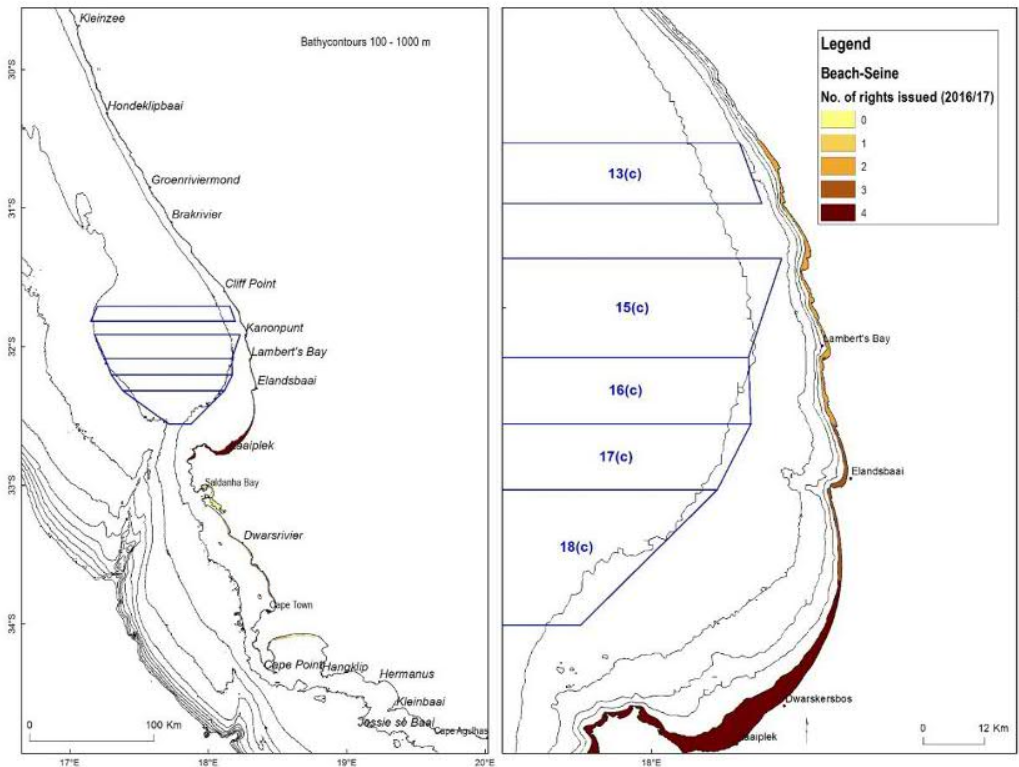 Kleinzee
Bathycontours 100 - 1000 m
30°S
Hondeklipbaai
Groenriviermond
31°S
Brakrivier
Cliff Point
Kanonpunt
32°S
Lambert's Bay
Elandsbaai
Laaiplek
33°S
Saldanha Bay
Dwarsrivier
Cape Town
34°S
Cape Point
Hangklip
Hermanus
Kleinbaai
Jossie se Baai
Cape Agulhas
0 100 Km
17°E 18°E 19°E 20°E
Legend
Beach-Seine
No. of rights issued (2016/17)
0
1
2
3
4
13(c)
15(c)
Lambert's Bay
16(c)
17(c)
Elandsbaai
18(c)
Dwarskersbos
aaiplek
0 12 Km
18°E